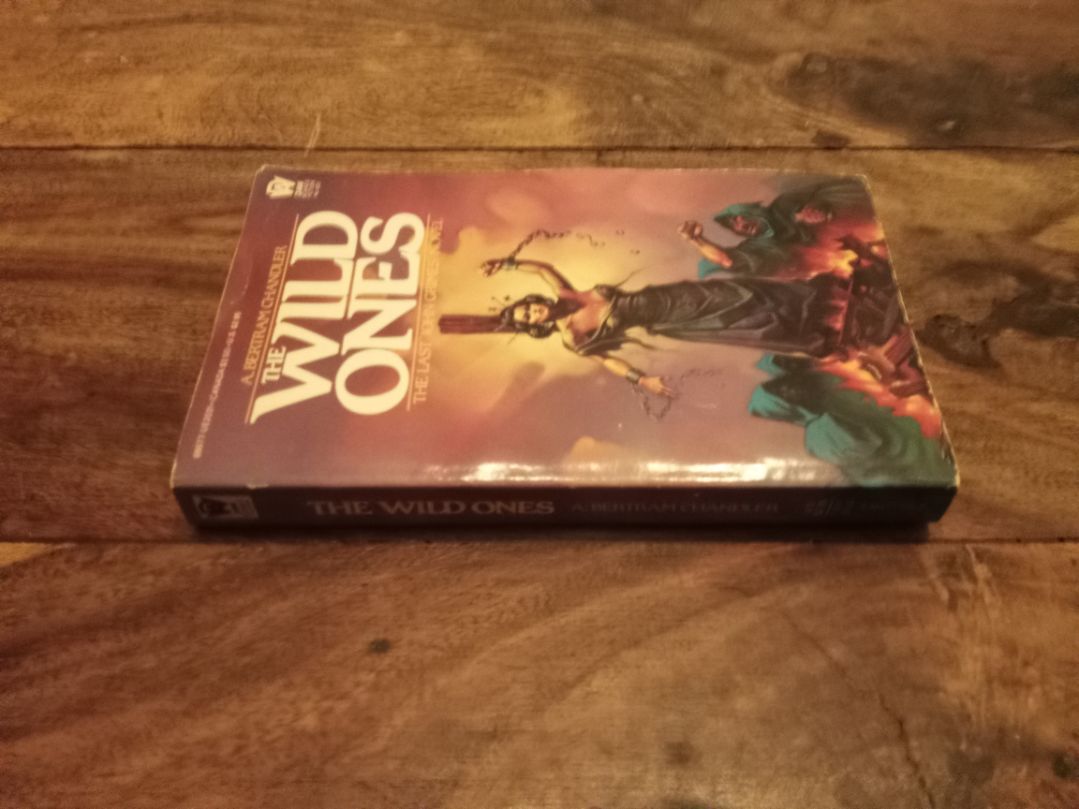 A. BERTRAM CHANDLER
THE
WILD
ONES
THE LAST JOHN GRIMES NOVEL
THE WILD ONES A. BERTRAM CHANDLER